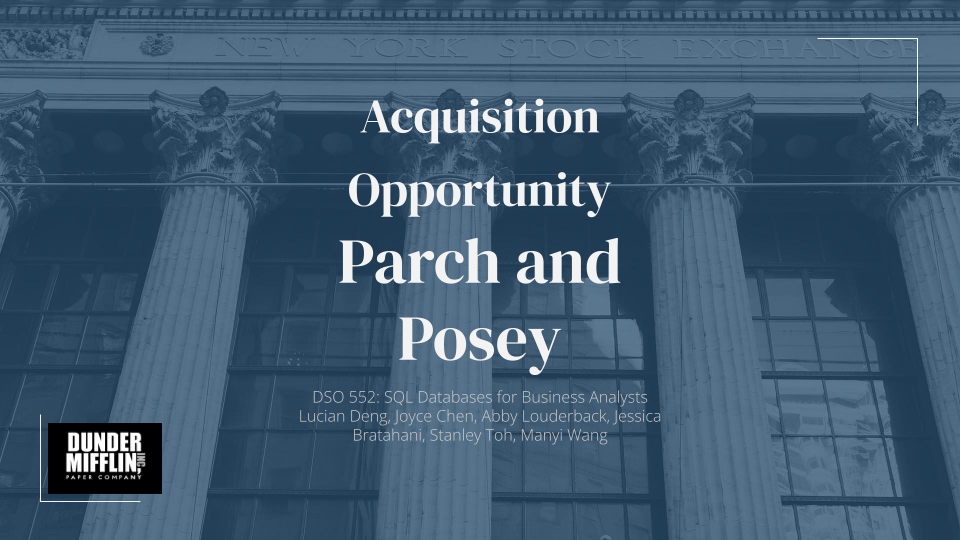 NEW YORK STOCK EXCHANGE
Acquisition
Opportunity
Parch and
Posey
DSO 552: SQL Databases for Business Analysts
Lucian Deng, Joyce Chen, Abby Louderback, Jessica
Bratahani, Stanley Toh, Manyi Wang
DUNDER
MIFFLIN, INC.
PAPER COMPANY